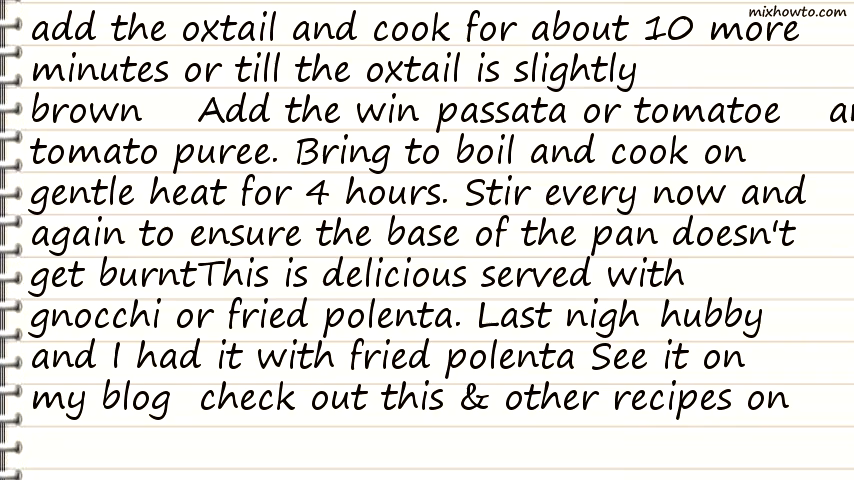 mixhowto.com
add the oxtail and cook for about 10 more
minutes or till the oxtail is slightly
brown Add the win passata or tomatoe
tomato puree. Bring to boil and cook on
gentle heat for 4 hours. Stir every now and
again to ensure the base of the pan doesn't
get burntThis is delicious served with
gnocchi or fried polenta. Last nigh hubby
and I had it with fried polenta See it on
my blog check out this & other recipes on